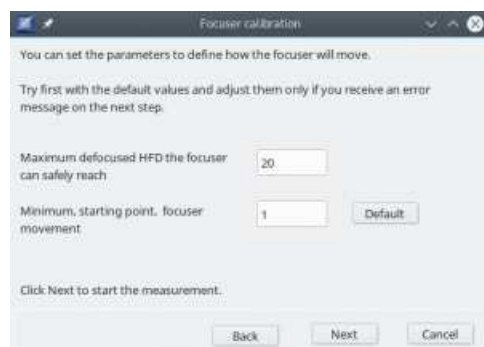 Focuser calibration
You can set the parameters to define how the focuser will move.
Try first with the default values and adjust them only if you receive an error
message on the next step.
Maximum defocused HFD the focuser
can safely reach
20
Minimum, starting point, focuser
movement
1
Default
Click Next to start the measurement.
Back
Next
Cancel